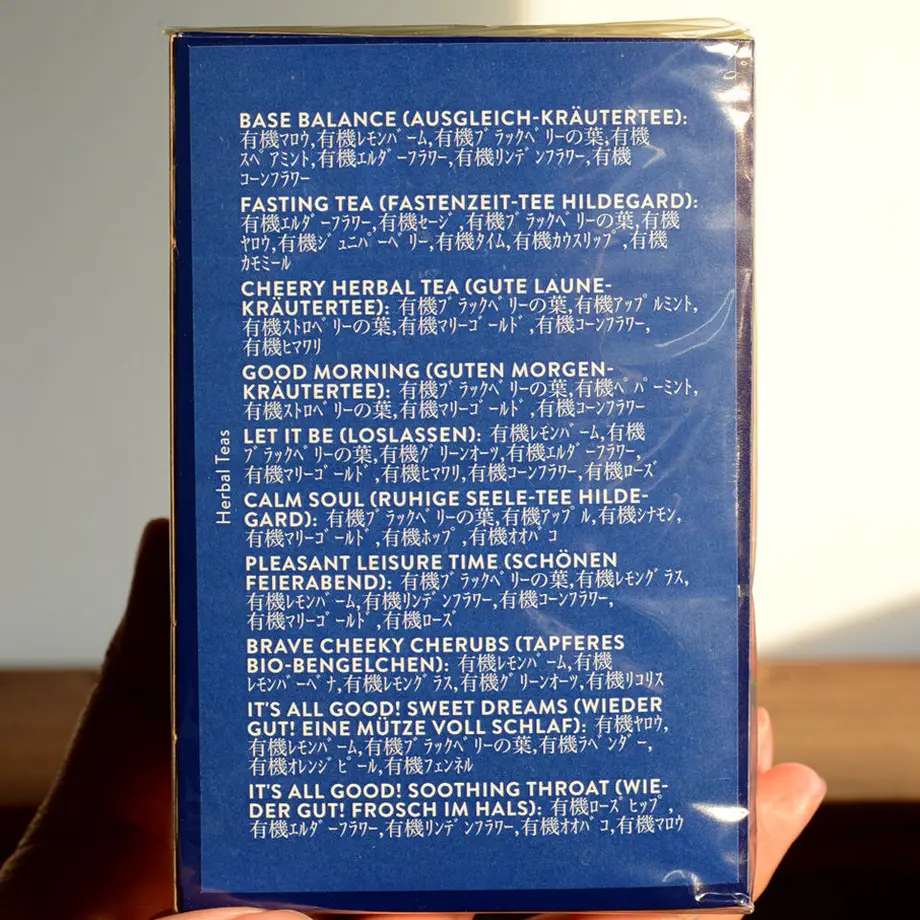 BASE BALANCE (AUSGLEICH-KRÄUTERTEE):
有機マロウ,有機レモンバーム,有機ブラックベリーの葉,有機
スペアミント,有機エルダーフラワー,有機リンデンフラワー,有機
コーンフラワー
FASTING TEA (FASTENZEIT-TEE HILDEGARD):
有機エルダーフラワー,有機セージ,有機ブラックベリーの葉,有機
ヤロウ,有機ジュニパーベリー,有機タイム,有機カウスリップ,有機
カモミール
CHEERY HERBAL TEA (GUTE LAUNE-
KRÄUTERTEE): 有機ブラックベリーの葉,有機アップルミント,
有機ストロベリーの葉,有機マリーゴールド,有機コーンフラワー,
有機ヒマワリ
GOOD MORNING (GUTEN MORGEN-
KRÄUTERTEE): 有機ブラックベリーの葉,有機ペパーミント,
有機ストロベリーの葉,有機マリーゴールド,有機コーンフラワー
LET IT BE (LOSLASSEN): 有機レモンバーム,有機
ブラックベリーの葉,有機グリーンオーツ,有機エルダーフラワー,
有機マリーゴールド,有機ヒマワリ,有機コーンフラワー,有機ローズ
CALM SOUL (RUHIGE SEELE-TEE HILDE-
GARD): 有機ブラックベリーの葉,有機アップル,有機シナモン,
有機マリーゴールド,有機ホップ,有機オオバコ
PLEASANT LEISURE TIME (SCHÖNEN
FEIERABEND): 有機ブラックベリーの葉,有機レモングラス,
有機レモンバーム,有機リンデンフラワー,有機コーンフラワー,
有機マリーゴールド,有機ローズ
BRAVE CHEEKY CHERUBS (TAPFERES
BIO-BENGELCHEN): 有機レモンバーム,有機
レモンバーベナ,有機レモングラス,有機グリーンオーツ,有機リコリス
IT'S ALL GOOD! SWEET DREAMS (WIEDER
GUT! EINE MÜTZE VOLL SCHLAF): 有機ヤロウ,
有機レモンバーム,有機ブラックベリーの葉,有機ラベンダー,
有機オレンジピール,有機フェンネル
IT'S ALL GOOD! SOOTHING THROAT (WIE-
DER GUT! FROSCH IM HALS): 有機ローズヒップ,
有機エルダーフラワー,有機リンデンフラワー,有機オオバコ,有機マロウ
Herbal Teas